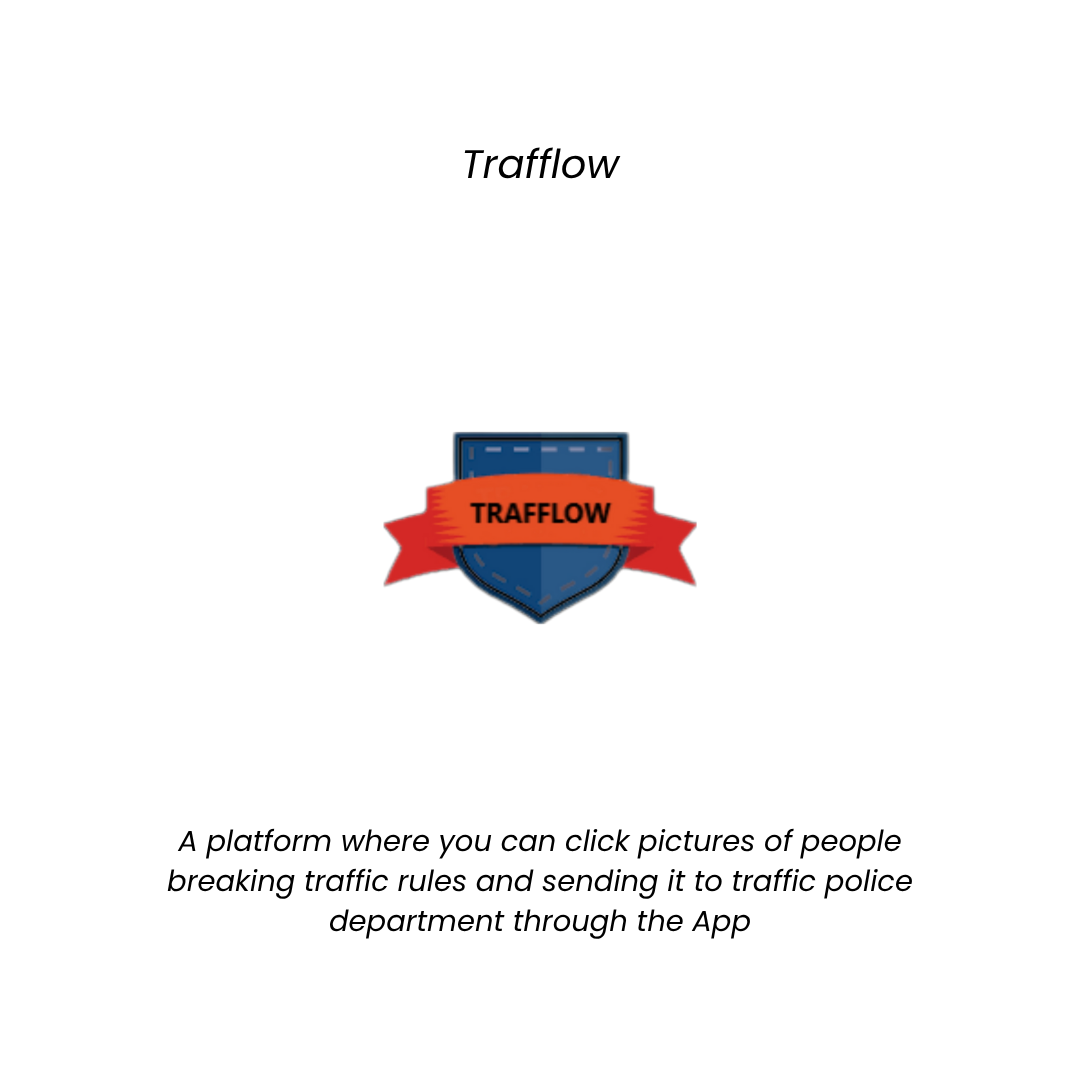 Trafflow
TRAFFLOW
A platform where you can click pictures of people
breaking traffic rules and sending it to traffic police
department through the App